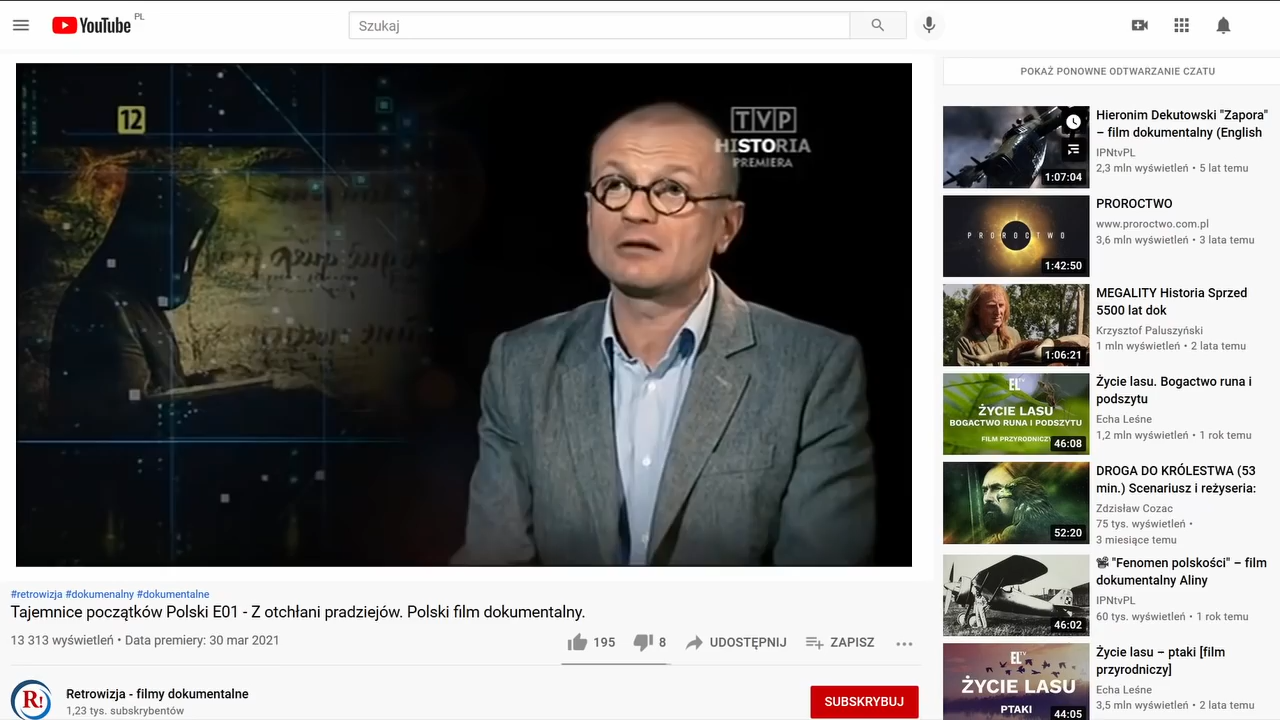 YouTube PL
Szukaj
12
TVP
HISTORIA
PREMIERA
#retrowizja #dokumenalny #dokumentalne
Tajemnice początków Polski E01 - Z otchłani pradziejów. Polski film dokumentalny.
13 313 wyświetleń • Data premiery: 30 mar 2021
195
8
UDOSTĘPNIJ
ZAPISZ
R!
Retrowizja - filmy dokumentalne
1,23 tys. subskrybentów
SUBSKRYBUJ
POKAŻ PONOWNE ODTWARZANIE CZATU
1:07:04
Hieronim Dekutowski "Zapora"
– film dokumentalny (English
IPNtvPL
2,3 mln wyświetleń • 5 lat temu
PROROCTWO
1:42:50
PROROCTWO
www.proroctwo.com.pl
3,6 mln wyświetleń • 3 lata temu
1:06:21
MEGALITY Historia Sprzed
5500 lat dok
Krzysztof Paluszyński
1 mln wyświetleń • 2 lata temu
EL TV
ŻYCIE LASU
BOGACTWO RUNA I PODSZYTU
FILM PRZYRODNICZY
46:08
Życie lasu. Bogactwo runa i
podszytu
Echa Leśne
1,2 mln wyświetleń • 1 rok temu
52:20
DROGA DO KRÓLESTWA (53
min.) Scenariusz i reżyseria:
Zdzisław Cozac
75 tys. wyświetleń •
3 miesiące temu
46:02
"Fenomen polskości" – film
dokumentalny Aliny
IPNtvPL
60 tys. wyświetleń • 1 rok temu
EL TV
ŻYCIE LASU
PTAKI
44:05
Życie lasu – ptaki [film
przyrodniczy]
Echa Leśne
3,5 mln wyświetleń • 2 lata temu